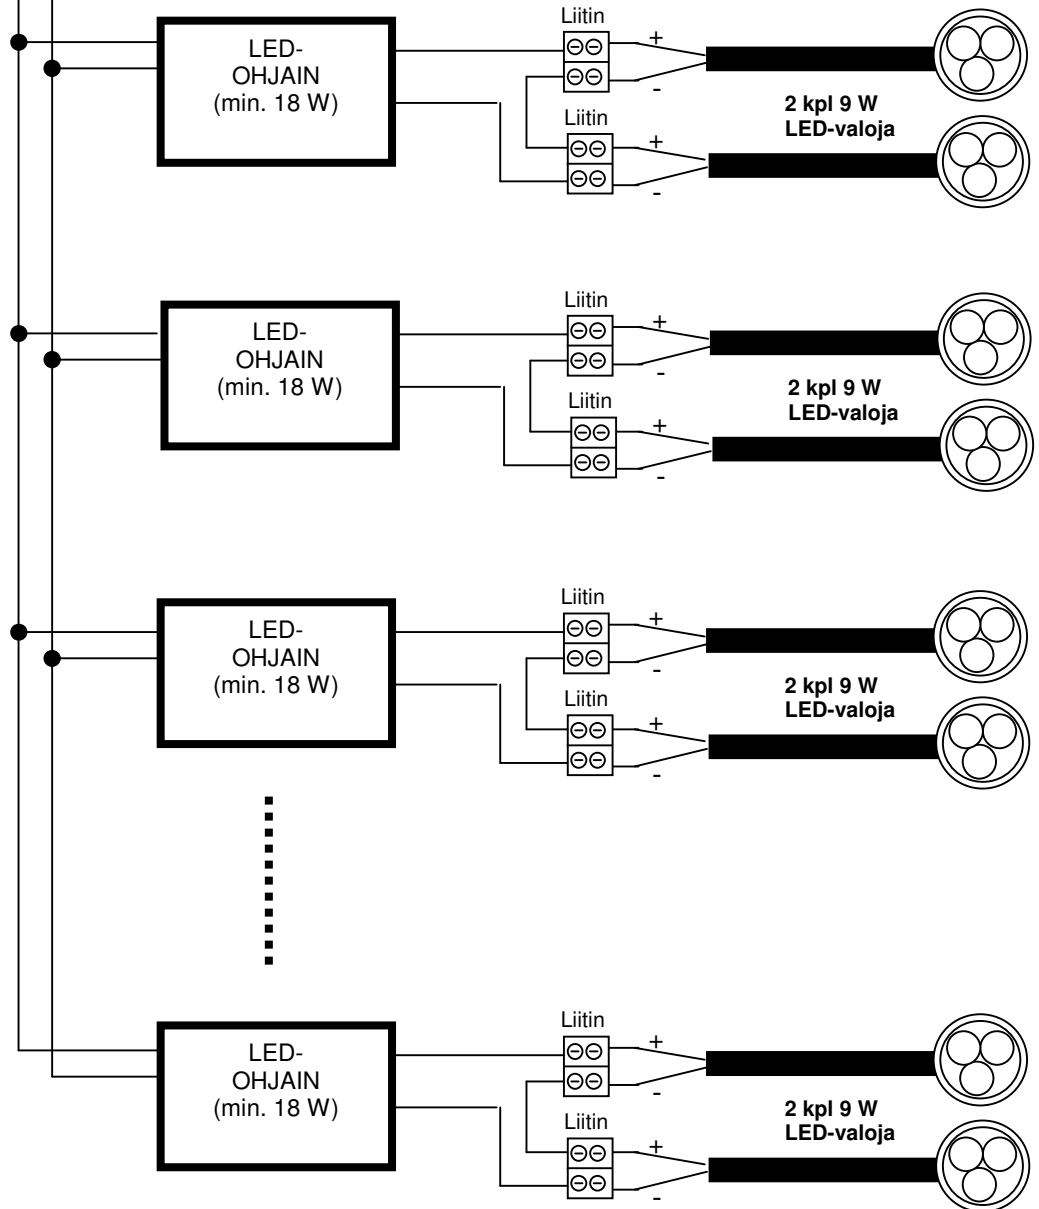 Liitin
+
LED-
OHJAIN
(min. 18 W)
-
2 kpl 9 W
LED-valoja
Liitin
+
-
Liitin
+
LED-
OHJAIN
(min. 18 W)
-
2 kpl 9 W
LED-valoja
Liitin
+
-
Liitin
+
LED-
OHJAIN
(min. 18 W)
-
2 kpl 9 W
LED-valoja
Liitin
+
-
Liitin
+
LED-
OHJAIN
(min. 18 W)
-
2 kpl 9 W
LED-valoja
Liitin
+
-